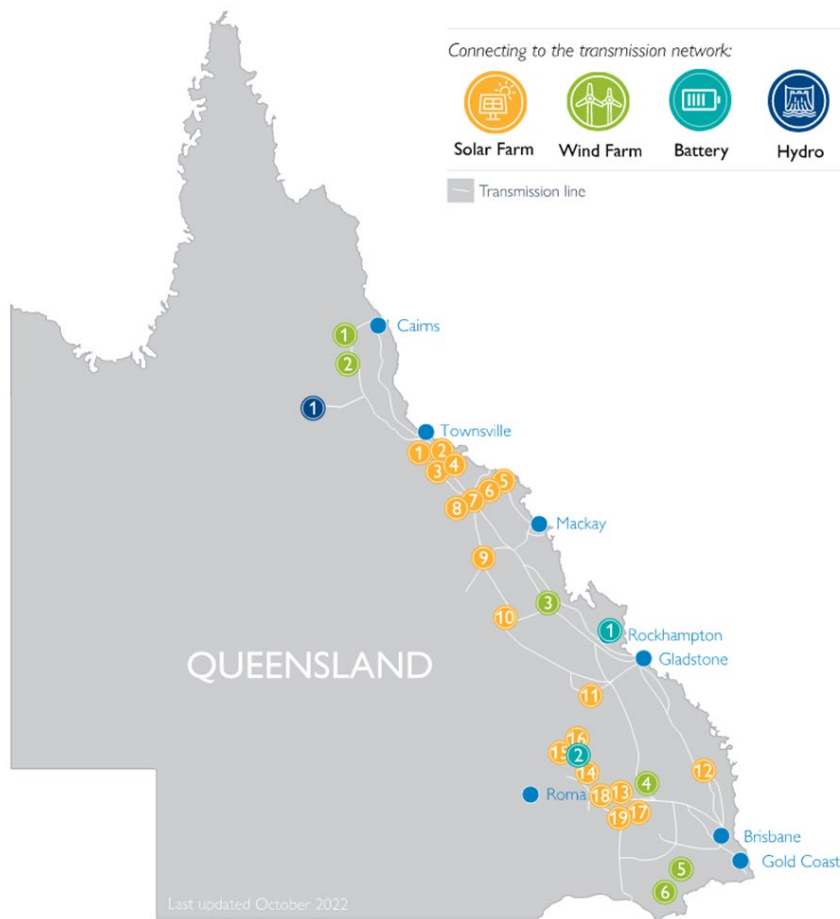 Connecting to the transmission network:
Solar Farm Wind Farm Battery Hydro
Transmission line
1 Cairns
2
1
Townsville
1 2
3 4
5
6
7
8
Mackay
9
3
10
1
Rockhampton
QUEENSLAND
Gladstone
11
16
15 2
14 12
4
Roma 18 13
19 17
Brisbane
Gold Coast
5
6
Last updated October 2022